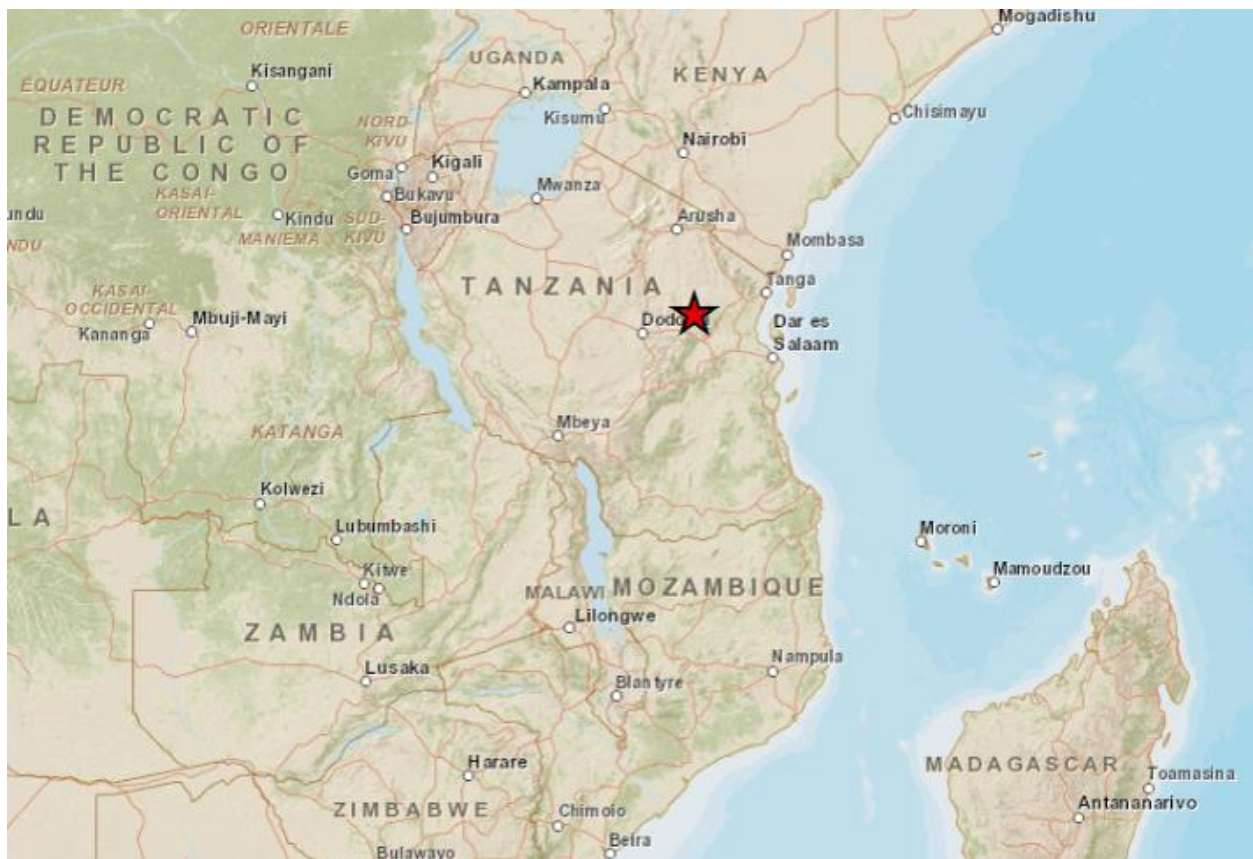 Mogadishu
ORIENTALE
UGANDA
KENYA
Kisangani
Kampala
ÉQUATEUR
DEMOCRATIC
REPUBLIC OF
THE CONGO
Kisumu
Chisimayu
NORD-
KIVU
Nairobi
Goma
Kigali
KASAI-
ORIENTAL
Bukavu
Mwanza
undu
Kindu
SUD-
KIVU
Bujumbura
Arusha
NDU
MANIEMA
Mombasa
TANZANIA
Tanga
KASAI-
OCCIDENTAL
Mbuji-Mayi
Kananga
Dar es
Salaam
Mbeya
KATANGA
Kolwezi
LA
Lubumbashi
Moroni
Kitwe
Mamoudzou
Ndola
MALAWI
MOZAMBIQUE
Lilongwe
ZAMBIA
Lusaka
Nampula
Blantyre
Harare
MADAGASCAR
Toamasina
ZIMBABWE
Chimoio
Antananarivo
Bulawayo
Beira